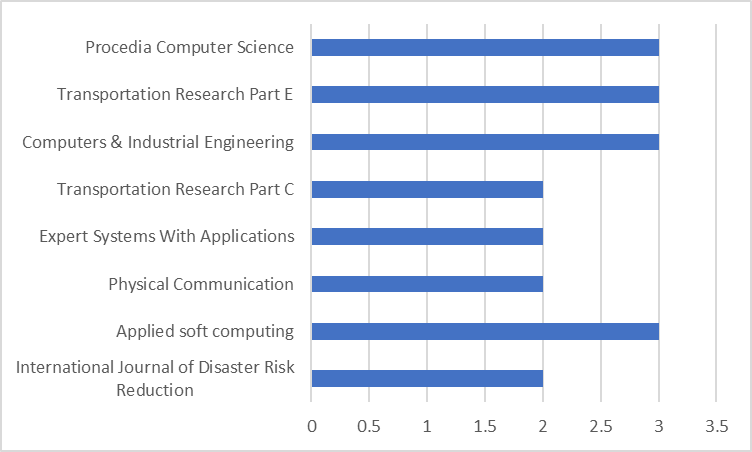 Procedia Computer Science
Transportation Research Part E
Computers & Industrial Engineering
Transportation Research Part C
Expert Systems With Applications
Physical Communication
Applied soft computing
International Journal of Disaster Risk
Reduction
0 0.5 1 1.5 2 2.5 3 3.5